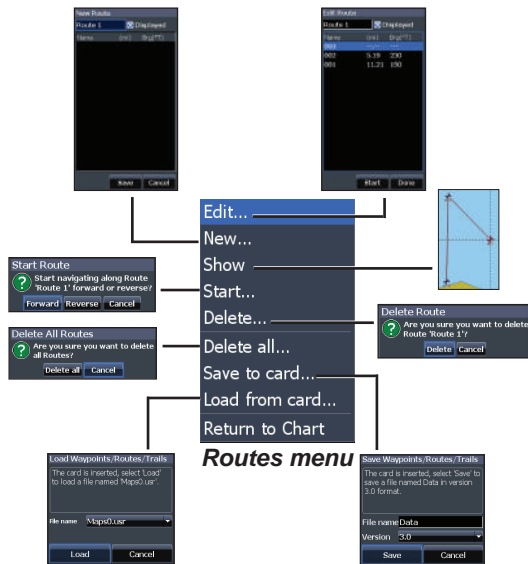 New Route
Route 1 Displayed
Name (mi) Brg(°T)
Save Cancel
Edit Route
Route 1 Displayed
Name (mi) Brg(°T)
003 --.-- ---
002 5.19 230
001 11.21 190
Start Done
Edit...
New...
Show
Start...
Delete...
Delete all...
Save to card...
Load from card...
Return to Chart
Routes menu
Start Route
Start navigating along Route
'Route 1' forward or reverse?
Forward Reverse Cancel
Delete All Routes
Are you sure you want to delete
all Routes?
Delete all Cancel
Delete Route
Are you sure you want to delete
Route 'Route 1'?
Delete Cancel
Load Waypoints/Routes/Trails
The card is inserted, select 'Load'
to load a file named 'Maps0.usr'.
File name Maps0.usr
Load Cancel
Save Waypoints/Routes/Trails
The card is inserted, select 'Save' to
save a file named Data in version
3.0 format.
File name Data
Version 3.0
Save Cancel